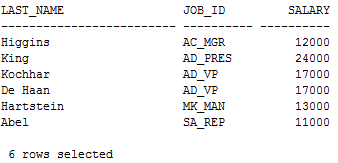 LAST_NAME                 JOB_ID         SALARY
------------------------- ---------- ----------
Higgins                   AC_MGR          12000
King                      AD_PRES         24000
Kochhar                   AD_VP           17000
De Haan                   AD_VP           17000
Hartstein                 MK_MAN          13000
Abel                      SA_REP          11000
6 rows selected